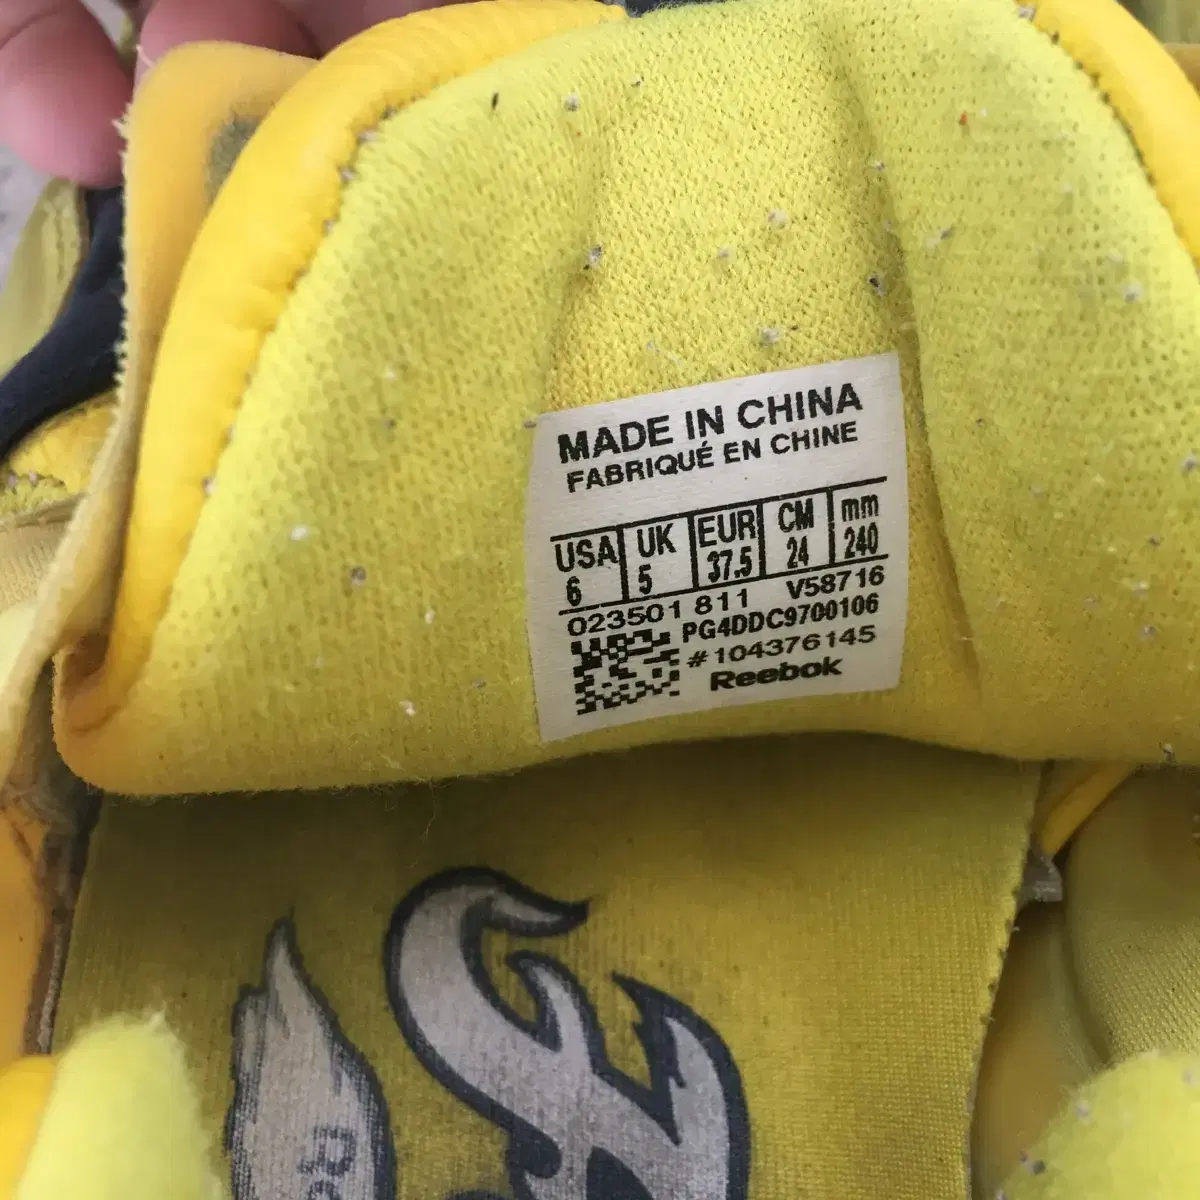 MADE IN CHINA
FABRIQUÉ EN CHINE
USA UK EUR CM mm
6 5 37.5 24 240
023501 811 V58716
PG4DDC9700106
#104376145
Reebok